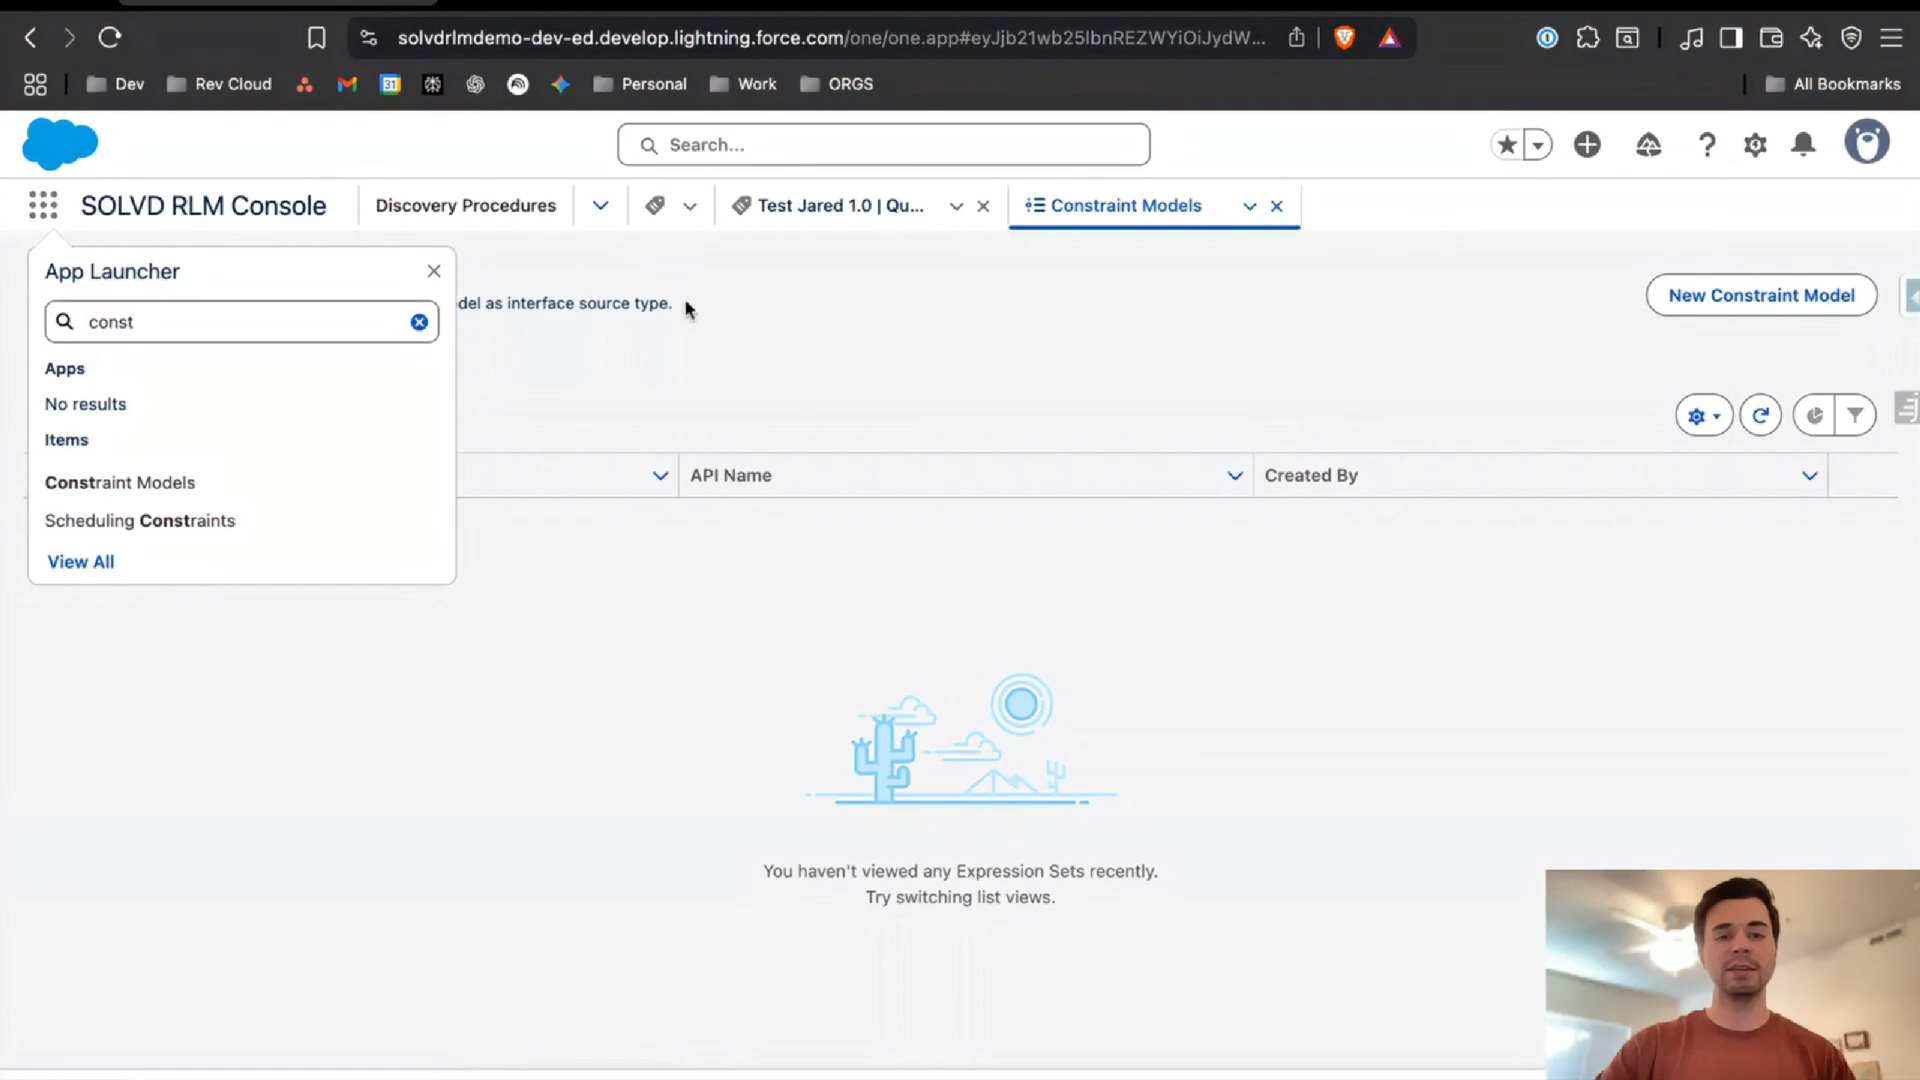 solvdrlmdemo-dev-ed.develop.lightning.force.com/one/one.app#eyJjb21wb25lbnREZWYiOiJydW...
Dev
Rev Cloud
31
Personal
Work
ORGS
All Bookmarks
Search...
SOLVD RLM Console
Discovery Procedures
Test Jared 1.0 | Qu...
Constraint Models
App Launcher
const
Apps
No results
Items
Constraint Models
Scheduling Constraints
View All
del as interface source type.
New Constraint Model
API Name
Created By
You haven't viewed any Expression Sets recently.
Try switching list views.